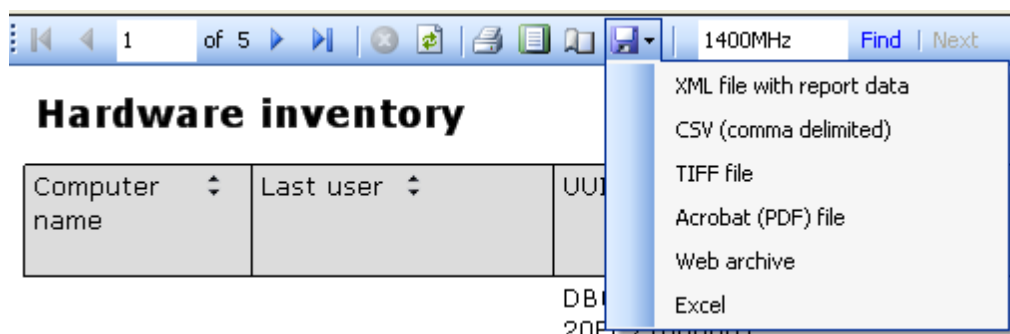 1 of 5 1400MHz Find | Next
XML file with report data
CSV (comma delimited)
TIFF file
Acrobat (PDF) file
Web archive
Excel
Hardware inventory
Computer name
Last user